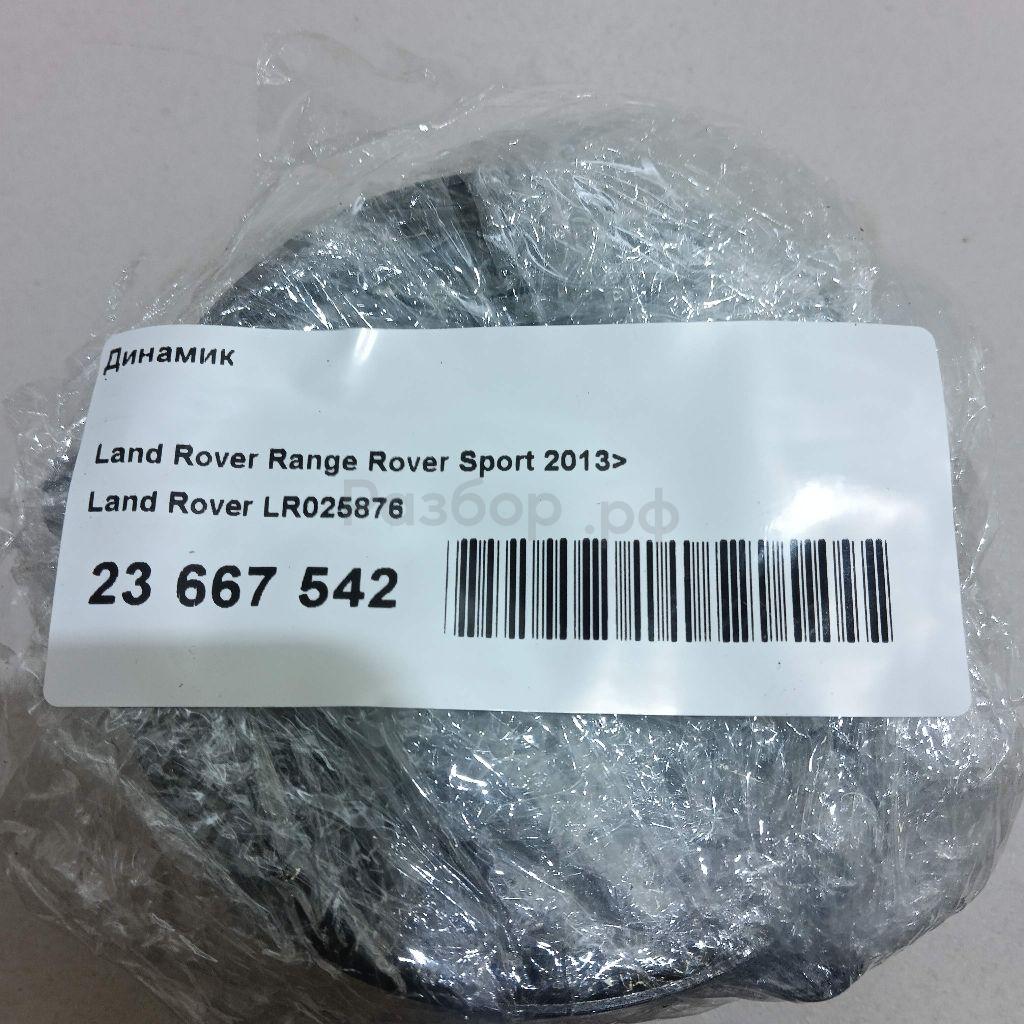 Динамик
Land Rover Range Rover Sport 2013>
Land Rover LR025876
Разбор.рф
23 667 542